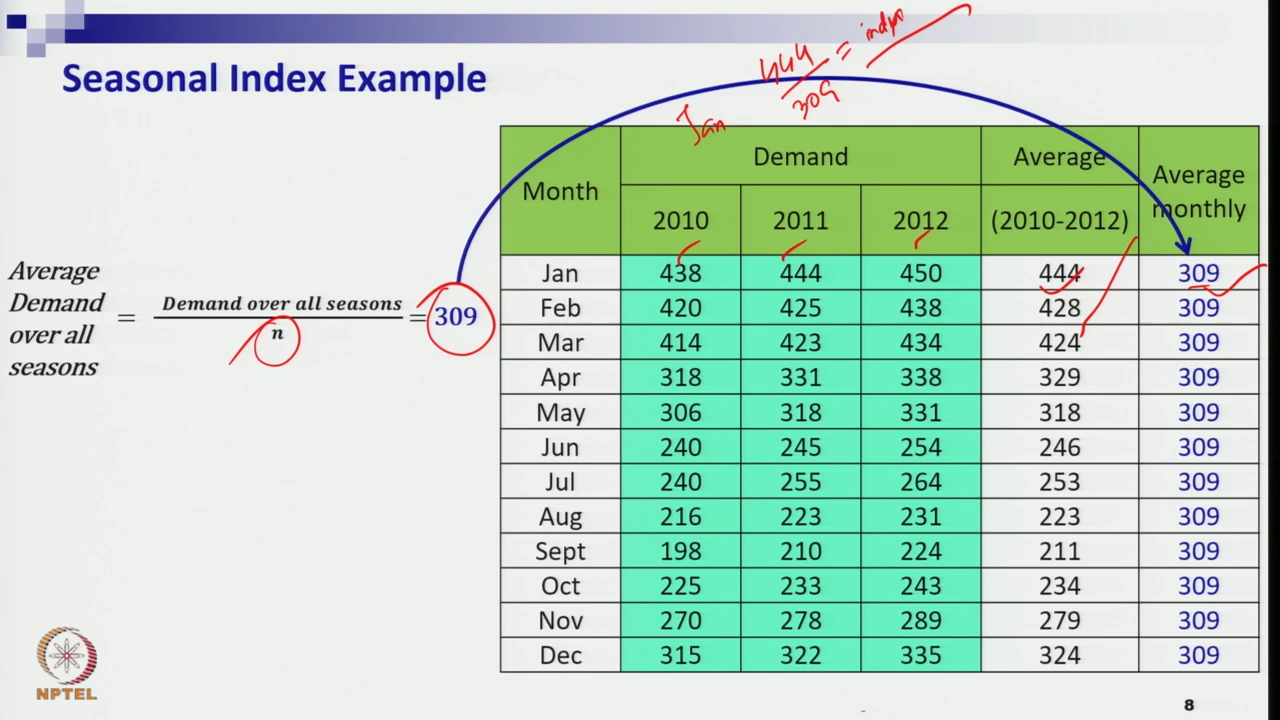 Seasonal Index Example
444
309
= index
Jan
Average
Demand
over all
seasons
= Demand over all seasons
n
= 309
Month Demand Average Average monthly
2010 2011 2012 (2010-2012)
Jan 438 444 450 444 309
Feb 420 425 438 428 309
Mar 414 423 434 424 309
Apr 318 331 338 329 309
May 306 318 331 318 309
Jun 240 245 254 246 309
Jul 240 255 264 253 309
Aug 216 223 231 223 309
Sept 198 210 224 211 309
Oct 225 233 243 234 309
Nov 270 278 289 279 309
Dec 315 322 335 324 309
NPTEL
8